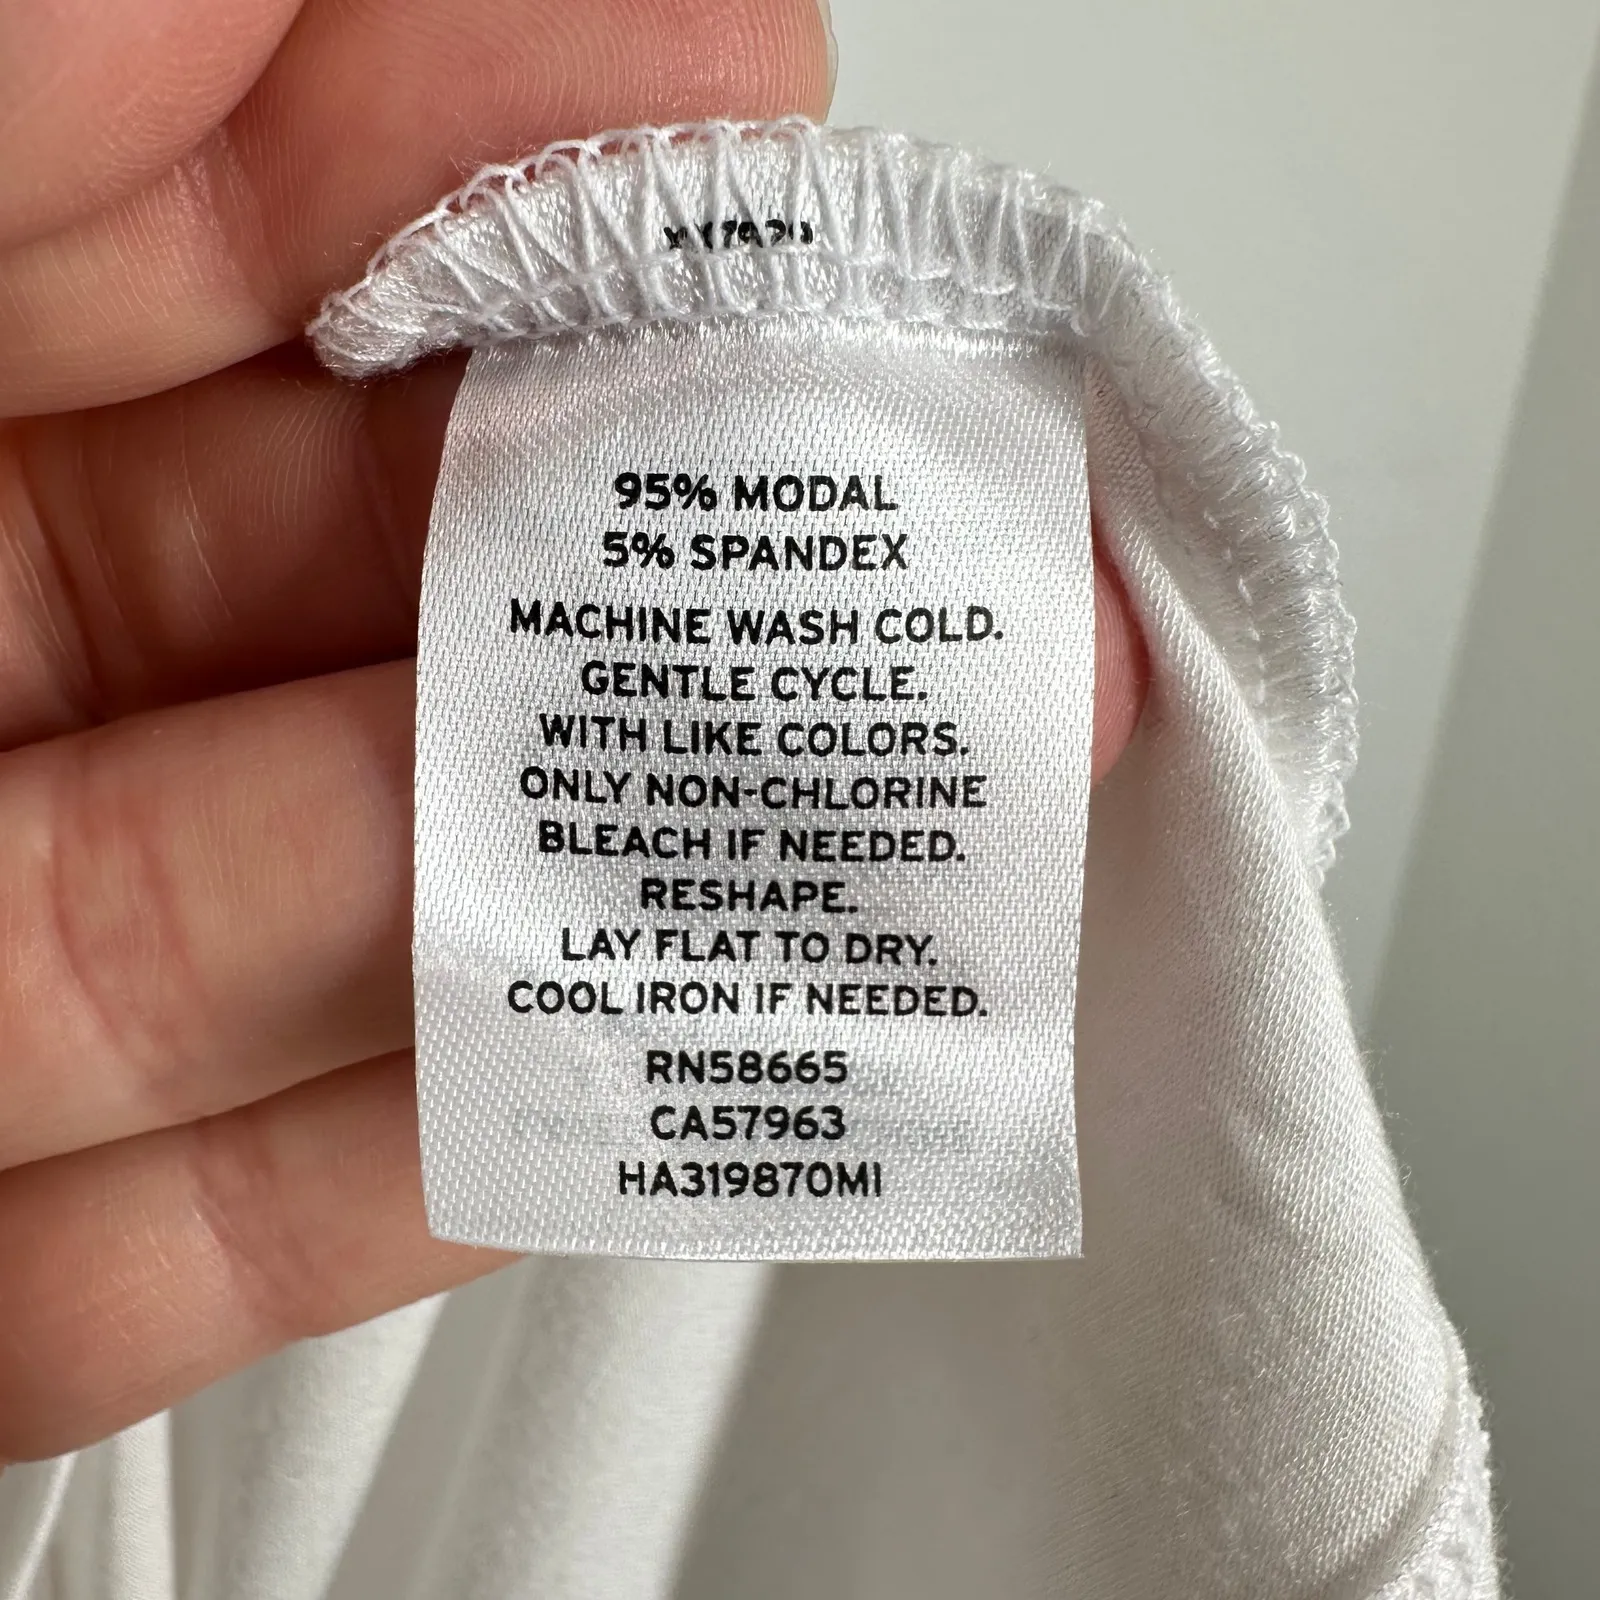 95% MODAL
5% SPANDEX
MACHINE WASH COLD.
GENTLE CYCLE.
WITH LIKE COLORS.
ONLY NON-CHLORINE
BLEACH IF NEEDED.
RESHAPE.
LAY FLAT TO DRY.
COOL IRON IF NEEDED.
RN58665
CA57963
HA319870MI